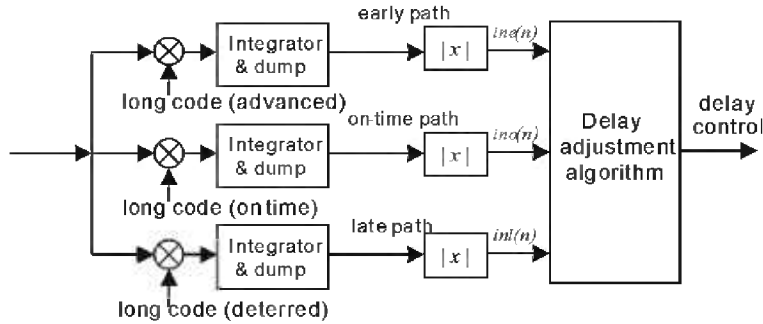 early path
Integrator
& dump
|x|
ine(n)
long code (advanced)
on-time path
Integrator
& dump
|x|
ino(n)
long code (on time)
late path
Integrator
& dump
|x|
inl(n)
long code (deterred)
Delay
adjustment
algorithm
delay
control